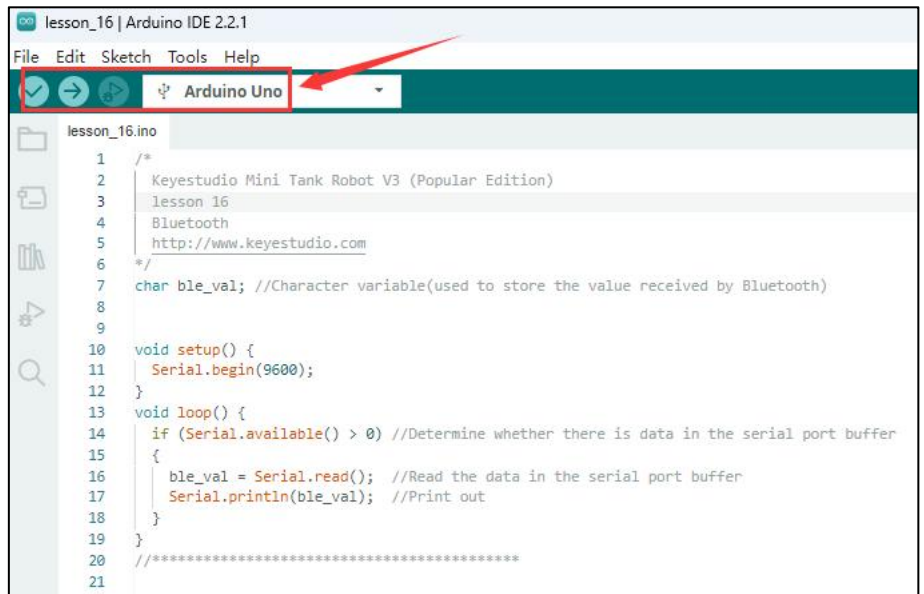 lesson_16 | Arduino IDE 2.2.1
File Edit Sketch Tools Help
Arduino Uno
lesson_16.ino
1 /*
2 Keyestudio Mini Tank Robot V3 (Popular Edition)
3 lesson 16
4 Bluetooth
5 http://www.keyestudio.com
6 */
7 char ble_val; //Character variable(used to store the value received by Bluetooth)
8
9
10 void setup() {
11 Serial.begin(9600);
12 }
13 void loop() {
14 if (Serial.available() > 0) //Determine whether there is data in the serial port buffer
15 {
16 ble_val = Serial.read(); //Read the data in the serial port buffer
17 Serial.println(ble_val); //Print out
18 }
19 }
20 //*******************************************
21